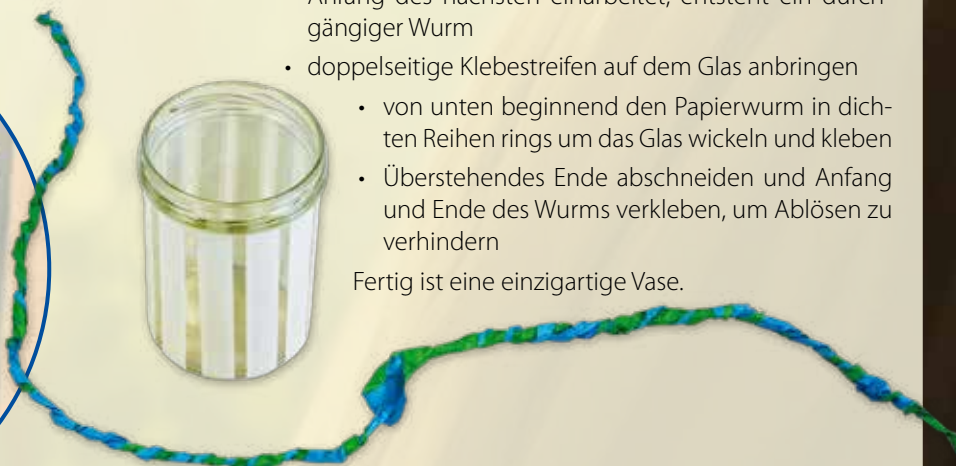 Anfang des nächsten einarbeitet, entsteht ein durch-
gängiger Wurm
• doppelseitige Klebestreifen auf dem Glas anbringen
• von unten beginnend den Papierwurm in dich-
ten Reihen rings um das Glas wickeln und kleben
• Überstehendes Ende abschneiden und Anfang
und Ende des Wurms verkleben, um Ablösen zu
verhindern
Fertig ist eine einzigartige Vase.